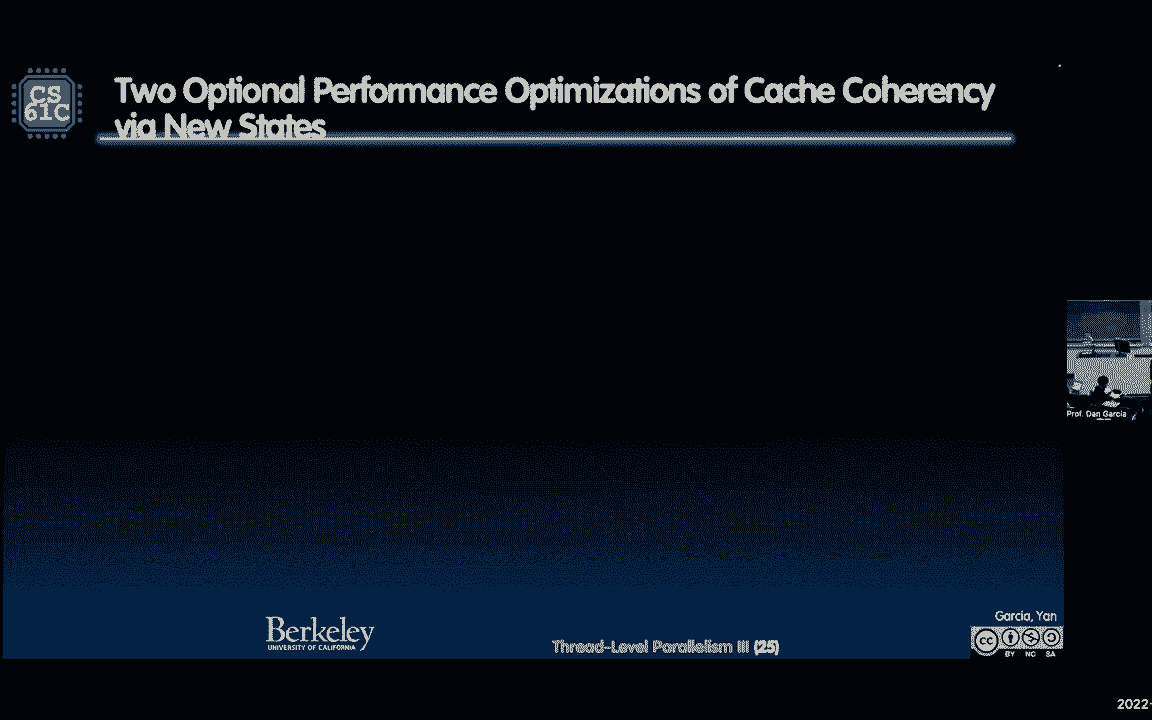 CS
61C
Two Optional Performance Optimizations of Cache Coherency
via New States
Prof. Dan Garcia
Berkeley
UNIVERSITY OF CALIFORNIA
Thread-Level Parallelism III (25)
Garcia, Yan
cc
BY NC SA
2022-